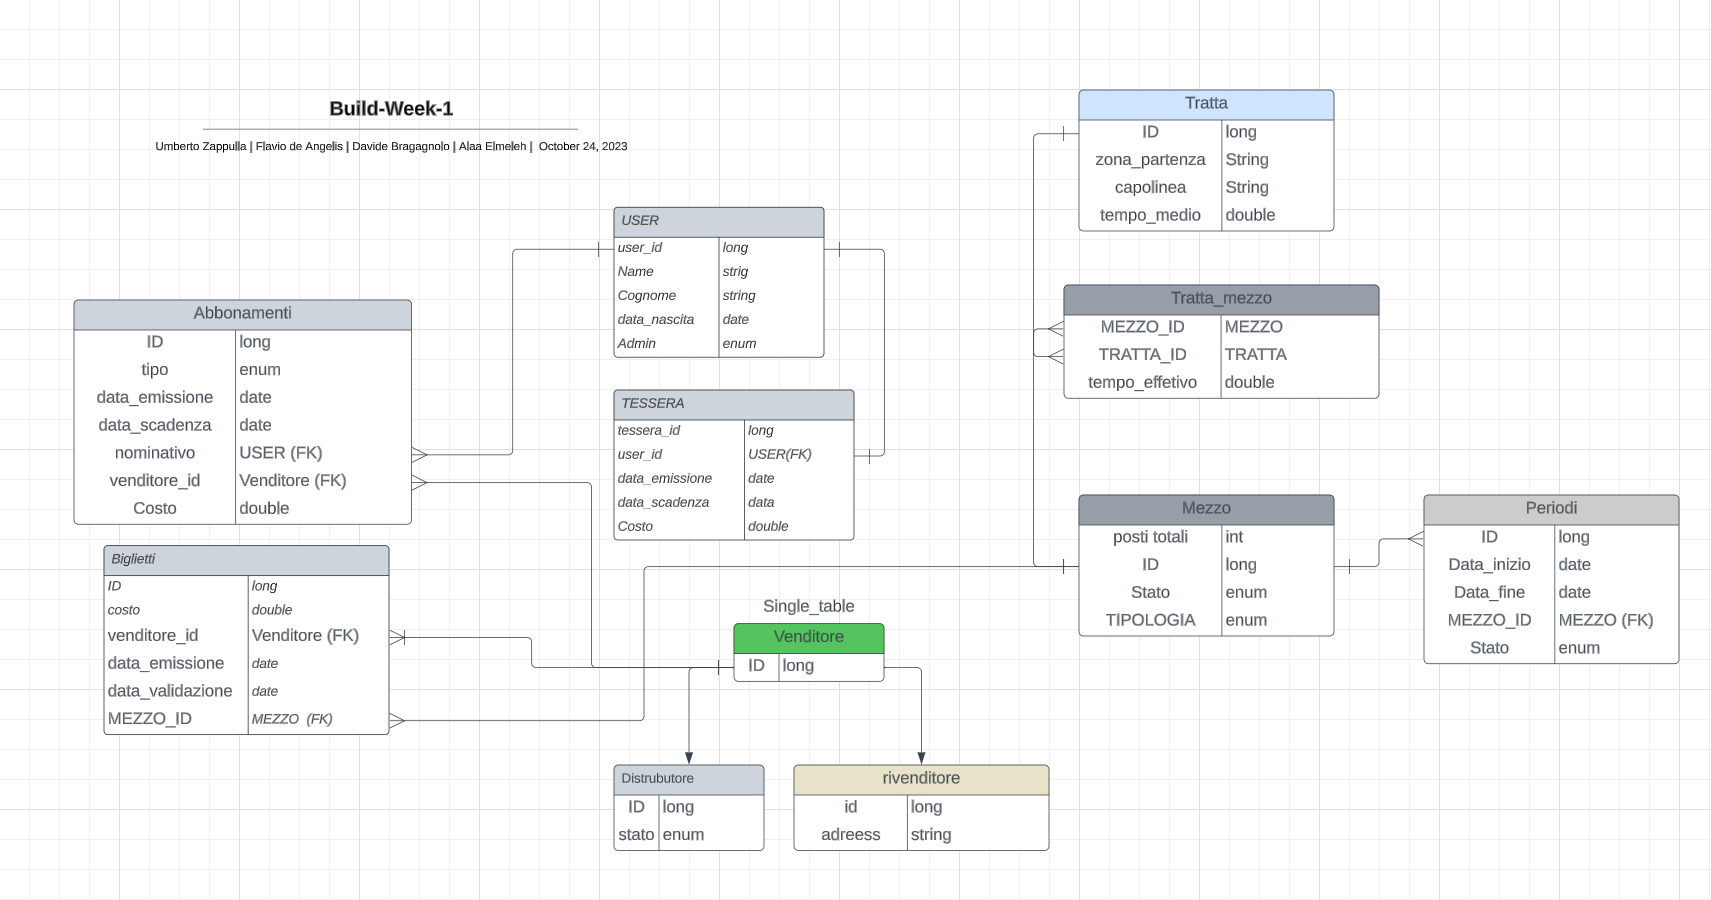 Build-Week-1
Umberto Zappulla | Flavio de Angelis | Davide Bragagnolo | Alaa Elmeleh | October 24, 2023
USER
user_id long
Name strig
Cognome string
data_nascita date
Admin enum
Abbonamenti
ID long
tipo enum
data_emissione date
data_scadenza date
nominativo USER (FK)
venditore_id Venditore (FK)
Costo double
TESSERA
tessera_id long
user_id USER(FK)
data_emissione date
data_scadenza data
Costo double
Biglietti
ID long
costo double
venditore_id Venditore (FK)
data_emissione date
data_validazione date
MEZZO_ID MEZZO (FK)
Single_table
Venditore
ID long
Distrubutore
ID long
stato enum
rivenditore
id long
adreess string
Tratta
ID long
zona_partenza String
capolinea String
tempo_medio double
Tratta_mezzo
MEZZO_ID MEZZO
TRATTA_ID TRATTA
tempo_effetivo double
Mezzo
posti totali int
ID long
Stato enum
TIPOLOGIA enum
Periodi
ID long
Data_inizio date
Data_fine date
MEZZO_ID MEZZO (FK)
Stato enum